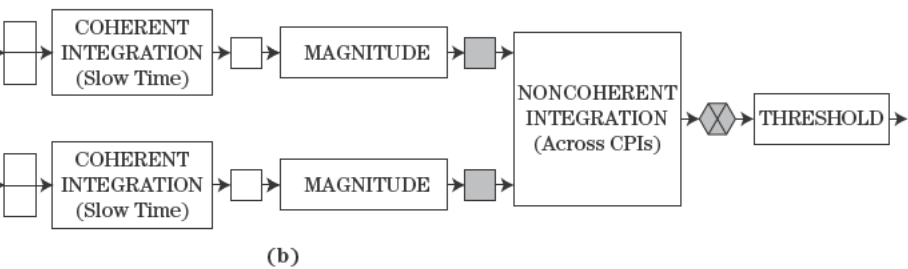 COHERENT
INTEGRATION
(Slow Time)
MAGNITUDE
NONCOHERENT
INTEGRATION
(Across CPIs)
THRESHOLD
COHERENT
INTEGRATION
(Slow Time)
MAGNITUDE
(b)